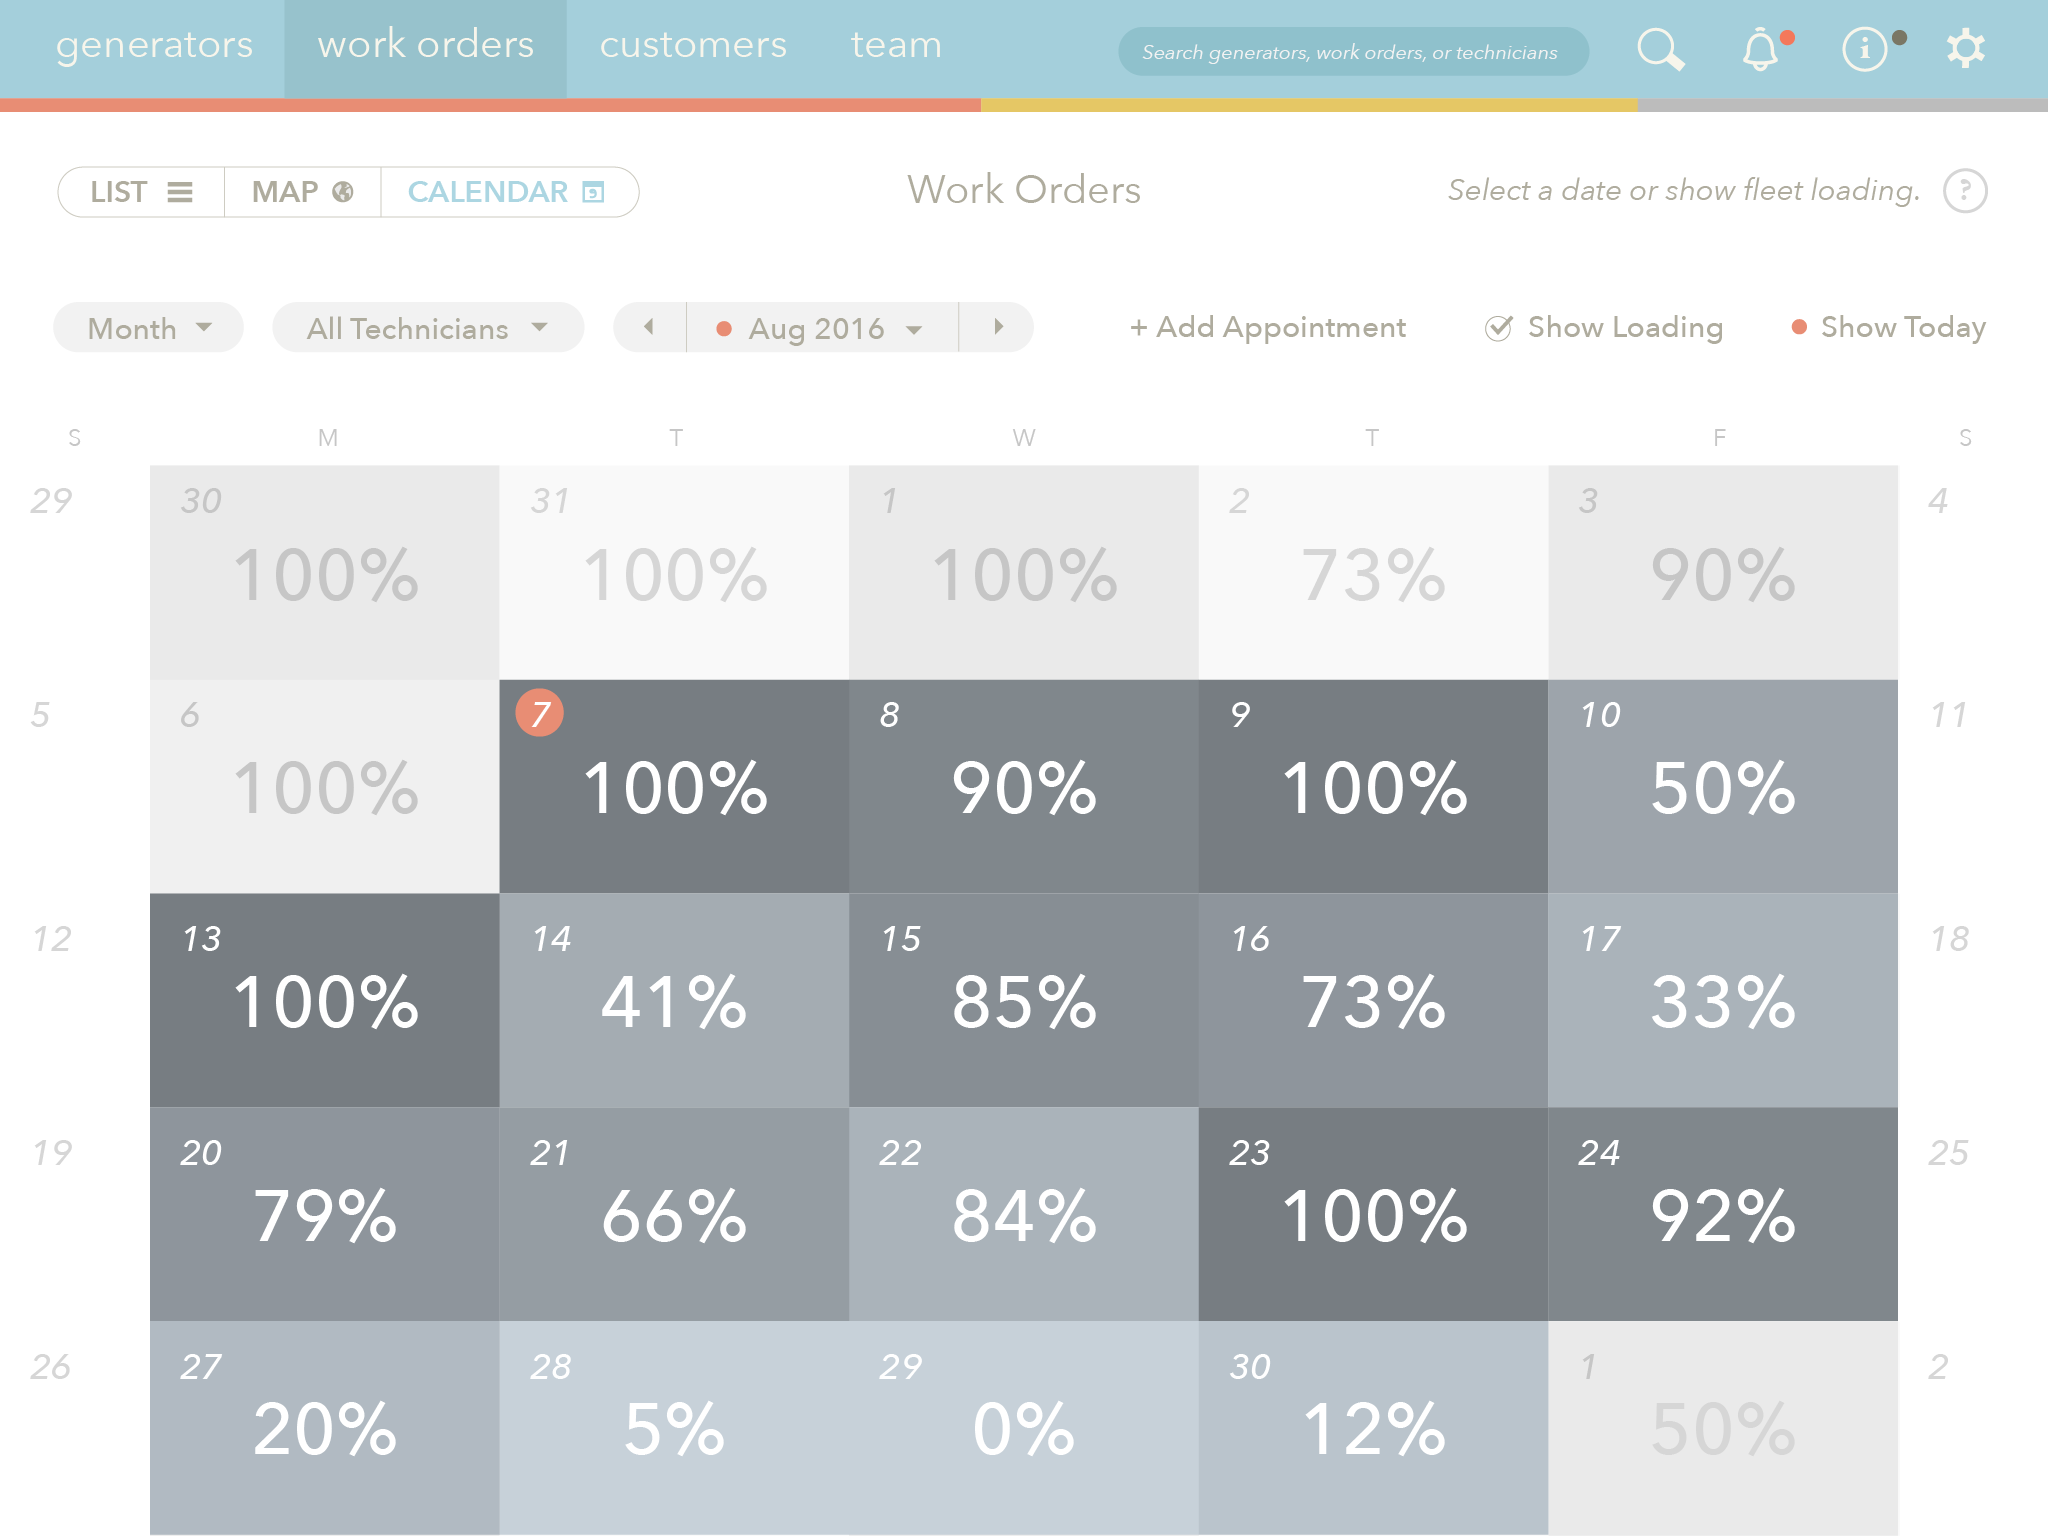 generators work orders customers team Search generators, work orders, or technicians i
LIST MAP CALENDAR 9 Work Orders Select a date or show fleet loading. ?
Month All Technicians Aug 2016 + Add Appointment Show Loading Show Today
S M T W T F S
29 30 31 1 2 3 4
100% 100% 100% 73% 90%
5 6 7 8 9 10 11
100% 100% 90% 100% 50%
12 13 14 15 16 17 18
100% 41% 85% 73% 33%
19 20 21 22 23 24 25
79% 66% 84% 100% 92%
26 27 28 29 30 1 2
20% 5% 0% 12% 50%